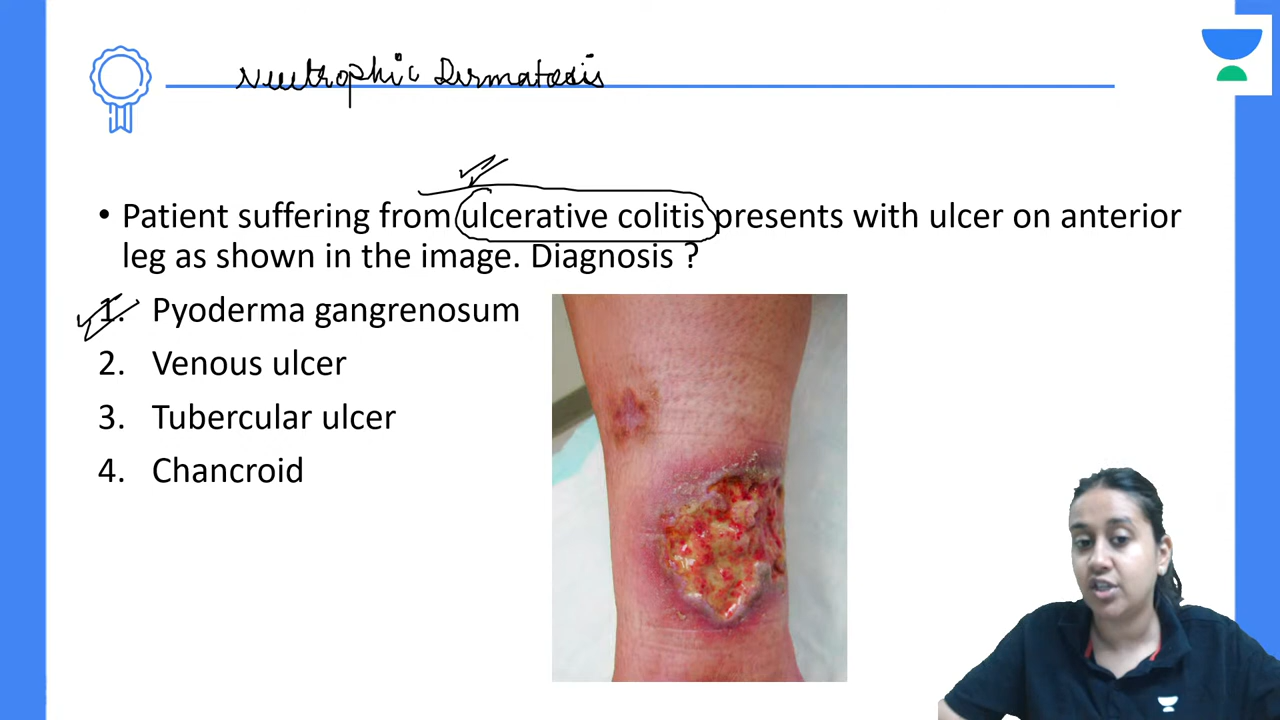 Neutrophic Dermatosis
• Patient suffering from ulcerative colitis presents with ulcer on anterior
leg as shown in the image. Diagnosis ?
1. Pyoderma gangrenosum
2. Venous ulcer
3. Tubercular ulcer
4. Chancroid